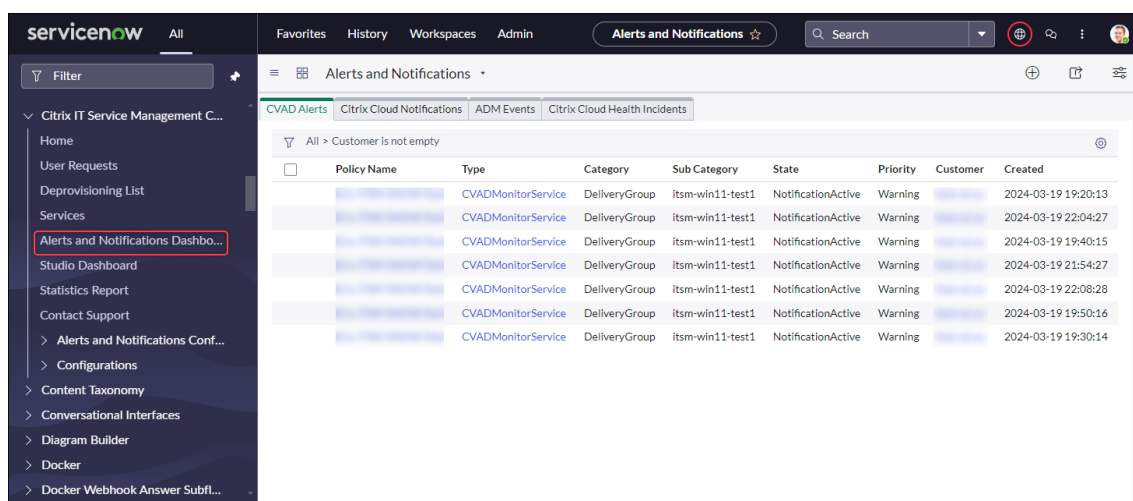 servicenow All Favorites History Workspaces Admin Alerts and Notifications Search
Filter
Alerts and Notifications
Citrix IT Service Management C...
Home
User Requests
Deprovisioning List
Services
Alerts and Notifications Dashbo...
Studio Dashboard
Statistics Report
Contact Support
Alerts and Notifications Conf...
Configurations
Content Taxonomy
Conversational Interfaces
Diagram Builder
Docker
Docker Webhook Answer Subfl...
CVAD Alerts Citrix Cloud Notifications ADM Events Citrix Cloud Health Incidents
All > Customer is not empty
Policy Name Type Category Sub Category State Priority Customer Created
CVADMonitorService DeliveryGroup itsm-win11-test1 NotificationActive Warning 2024-03-19 19:20:13
CVADMonitorService DeliveryGroup itsm-win11-test1 NotificationActive Warning 2024-03-19 22:04:27
CVADMonitorService DeliveryGroup itsm-win11-test1 NotificationActive Warning 2024-03-19 19:40:15
CVADMonitorService DeliveryGroup itsm-win11-test1 NotificationActive Warning 2024-03-19 21:54:27
CVADMonitorService DeliveryGroup itsm-win11-test1 NotificationActive Warning 2024-03-19 22:08:28
CVADMonitorService DeliveryGroup itsm-win11-test1 NotificationActive Warning 2024-03-19 19:50:16
CVADMonitorService DeliveryGroup itsm-win11-test1 NotificationActive Warning 2024-03-19 19:30:14